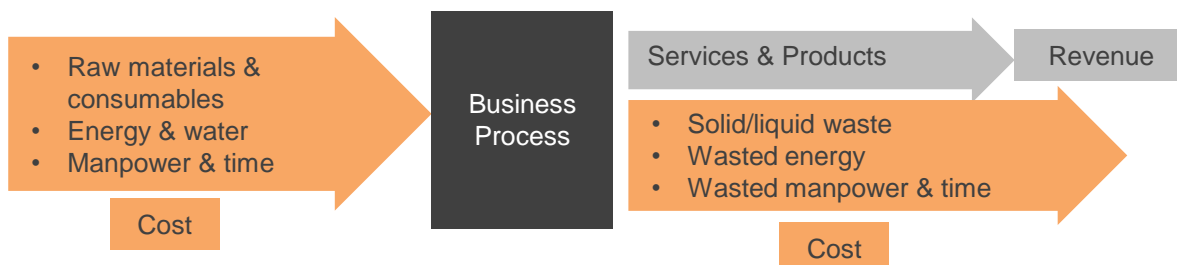 • Raw materials &
consumables
• Energy & water
• Manpower & time
Cost
Business
Process
Services & Products
Revenue
• Solid/liquid waste
• Wasted energy
• Wasted manpower & time
Cost